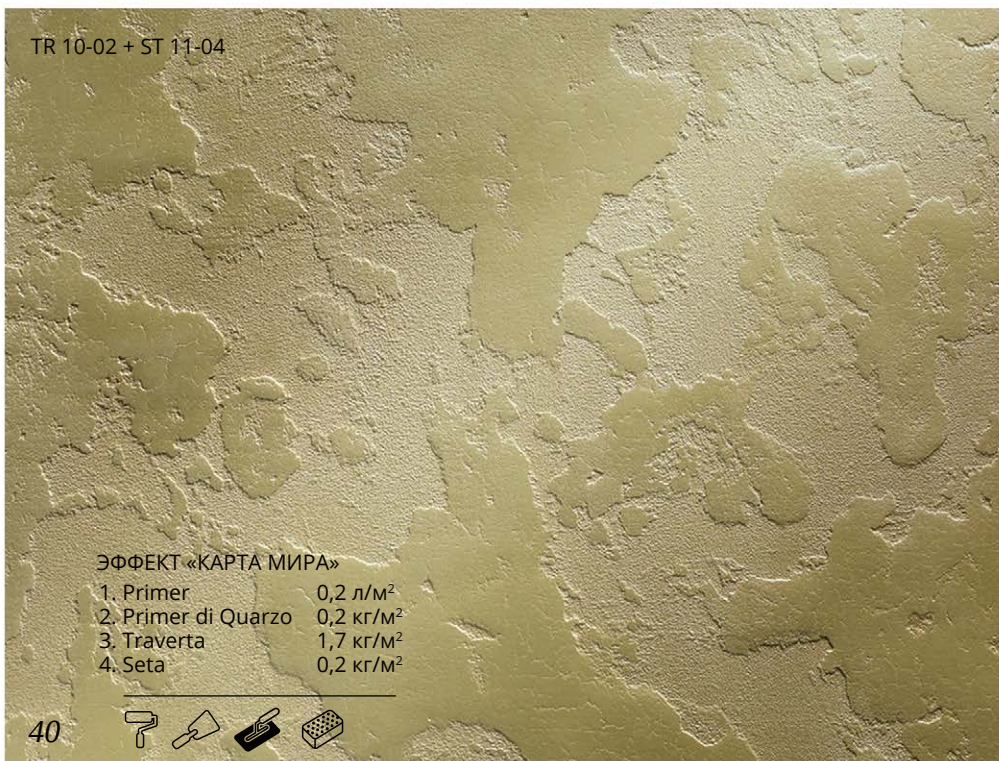 TR 10-02 + ST 11-04
ЭФФЕКТ «КАРТА МИРА»
1. Primer 0,2 л/м²
2. Primer di Quarzo 0,2 кг/м²
3. Traverta 1,7 кг/м²
4. Seta 0,2 кг/м²
40